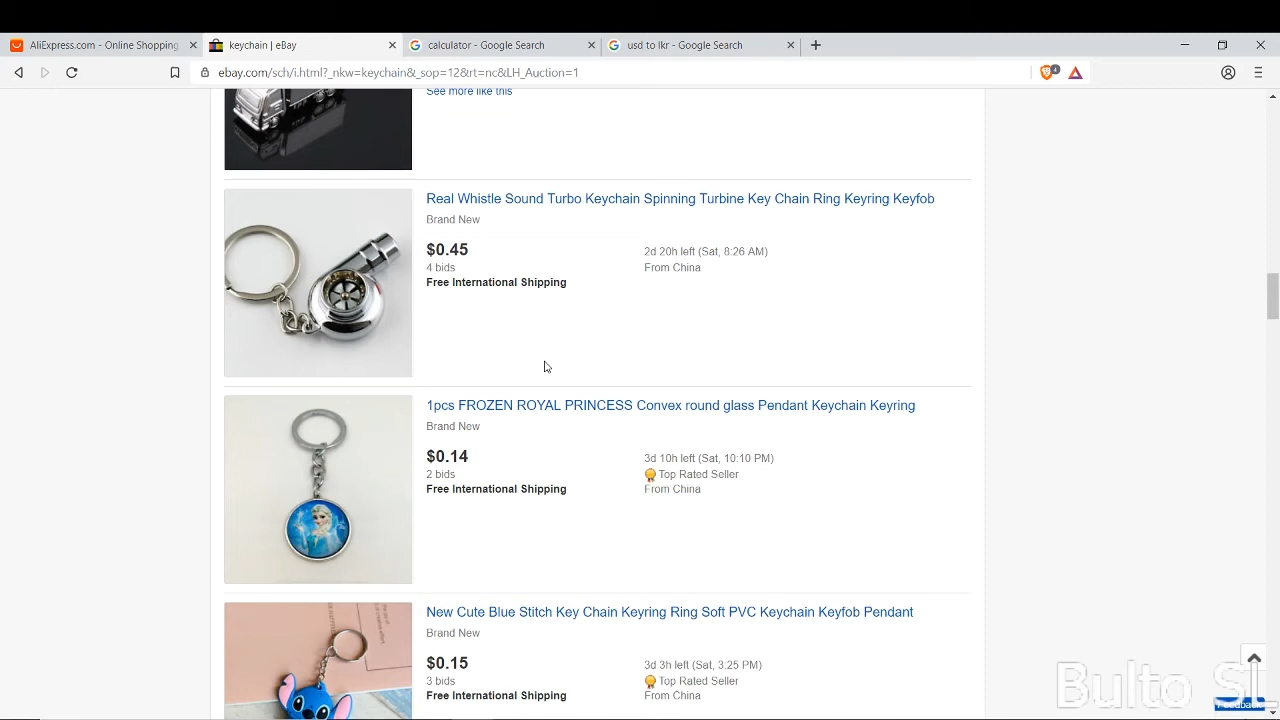 AliExpress.com - Online Shopping
keychain | eBay
calculator - Google Search
usd to lkr - Google Search
ebay.com/sch/i.html?_nkw=keychain&_sop=12&rt=nc&LH_Auction=1
4
See more like this
Real Whistle Sound Turbo Keychain Spinning Turbine Key Chain Ring Keyring Keyfob
Brand New
$0.45
2d 20h left (Sat, 8:26 AM)
4 bids
From China
Free International Shipping
1pcs FROZEN ROYAL PRINCESS Convex round glass Pendant Keychain Keyring
Brand New
$0.14
3d 10h left (Sat, 10:10 PM)
2 bids
Top Rated Seller
Free International Shipping
From China
New Cute Blue Stitch Key Chain Keyring Ring Soft PVC Keychain Keyfob Pendant
Brand New
$0.15
3d 3h left (Sat, 3:25 PM)
3 bids
Top Rated Seller
Free International Shipping
From China
Bulto SL
Feedback